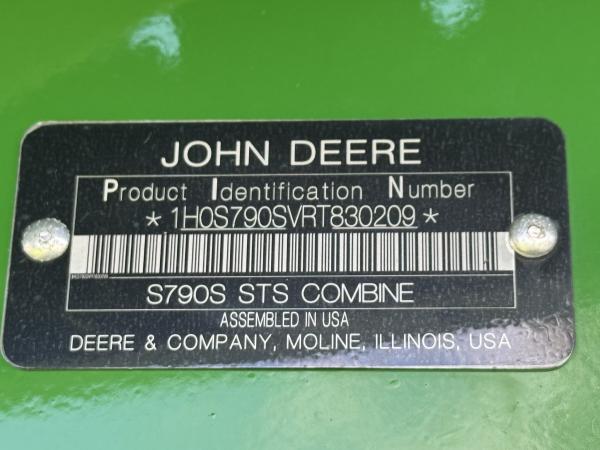 JOHN DEERE
Product Identification Number
*1H0S790SVRT830209*
S790S STS COMBINE
ASSEMBLED IN USA
DEERE & COMPANY, MOLINE, ILLINOIS, USA